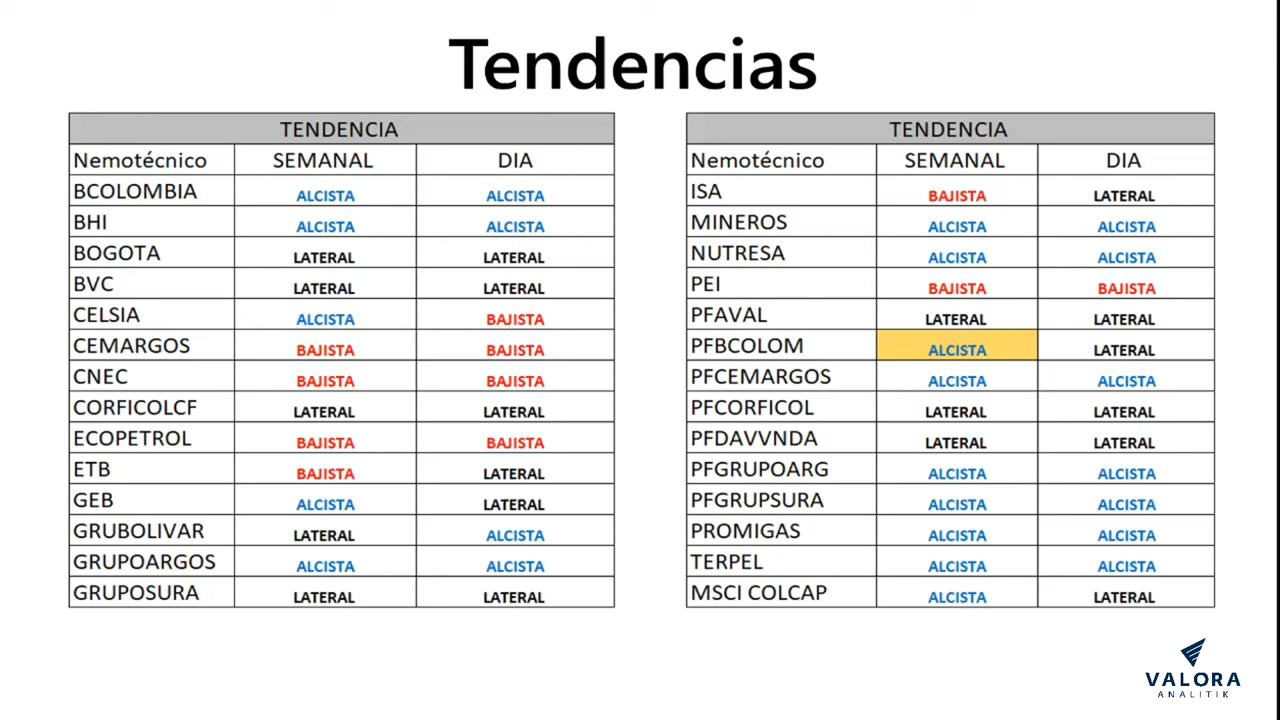 Tendencias
TENDENCIA
Nemotécnico SEMANAL DIA
BCOLOMBIA ALCISTA ALCISTA
BHI ALCISTA ALCISTA
BOGOTA LATERAL LATERAL
BVC LATERAL LATERAL
CELSIA ALCISTA BAJISTA
CEMARGOS BAJISTA BAJISTA
CNEC BAJISTA BAJISTA
CORFICOLCF LATERAL LATERAL
ECOPETROL BAJISTA BAJISTA
ETB BAJISTA LATERAL
GEB ALCISTA LATERAL
GRUBOLIVAR LATERAL ALCISTA
GRUPOARGOS ALCISTA ALCISTA
GRUPOSURA LATERAL LATERAL
TENDENCIA
Nemotécnico SEMANAL DIA
ISA BAJISTA LATERAL
MINEROS ALCISTA ALCISTA
NUTRESA ALCISTA ALCISTA
PEI BAJISTA BAJISTA
PFAVAL LATERAL LATERAL
PFBCOLOM ALCISTA LATERAL
PFCEMARGOS ALCISTA ALCISTA
PFCORFICOL LATERAL LATERAL
PFDAVVNDA LATERAL LATERAL
PFGRUPOARG ALCISTA ALCISTA
PFGRUPSURA ALCISTA ALCISTA
PROMIGAS ALCISTA ALCISTA
TERPEL ALCISTA ALCISTA
MSCI COLCAP ALCISTA LATERAL
VALORA
ANALITIK